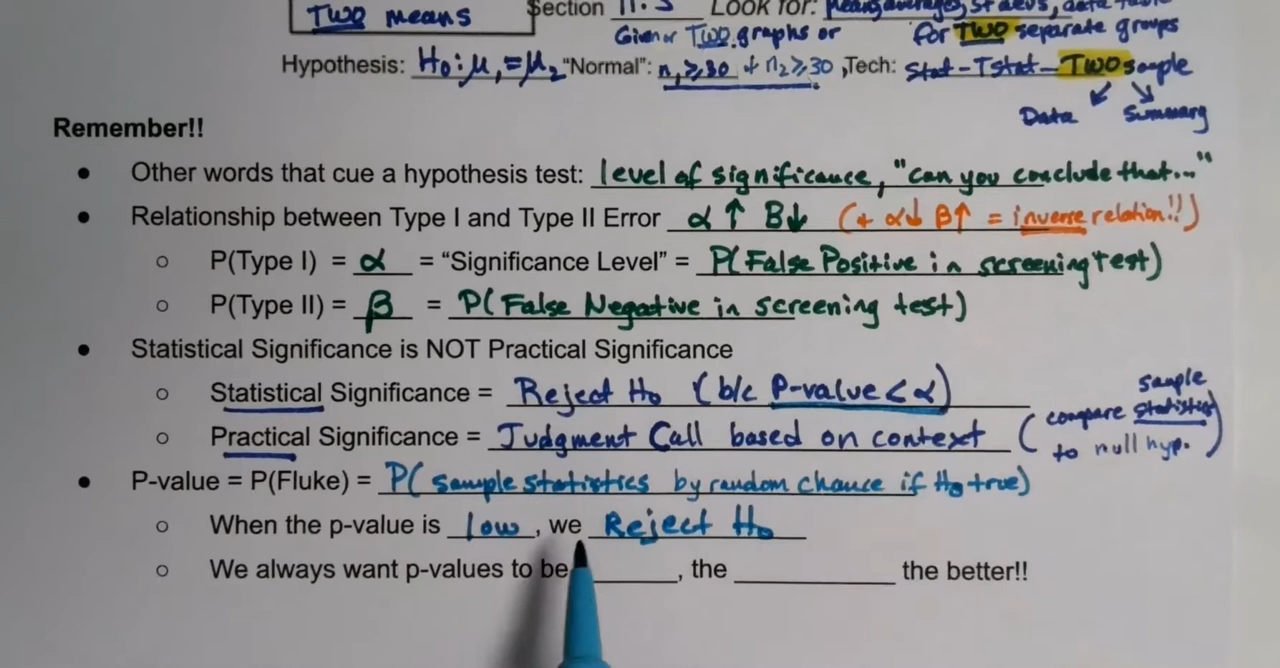 TWO means Section 11.3 Look for: means/averages, St devs, data table
Given or Two graphs or for TWO separate groups
Hypothesis: H₀: μ₁ = μ₂ "Normal": n₁ ≥ 30 + n₂ ≥ 30, Tech: Stat-Tstat-TWO sample
Data Summary
Remember!!
• Other words that cue a hypothesis test: level of significance, "can you conclude that..."
• Relationship between Type I and Type II Error α↑ B↓ (+ α↓ β↑ = inverse relation!!)
○ P(Type I) = α = "Significance Level" = P(False Positive in screening test)
○ P(Type II) = β = P(False Negative in screening test)
• Statistical Significance is NOT Practical Significance
○ Statistical Significance = Reject H₀ (b/c P-value < α)
○ Practical Significance = Judgment Call based on context (compare sample statistics to null hyp.)
• P-value = P(Fluke) = P(sample statistics by random chance if H₀ true)
○ When the p-value is low, we Reject H₀
○ We always want p-values to be ____, the ____ the better!!